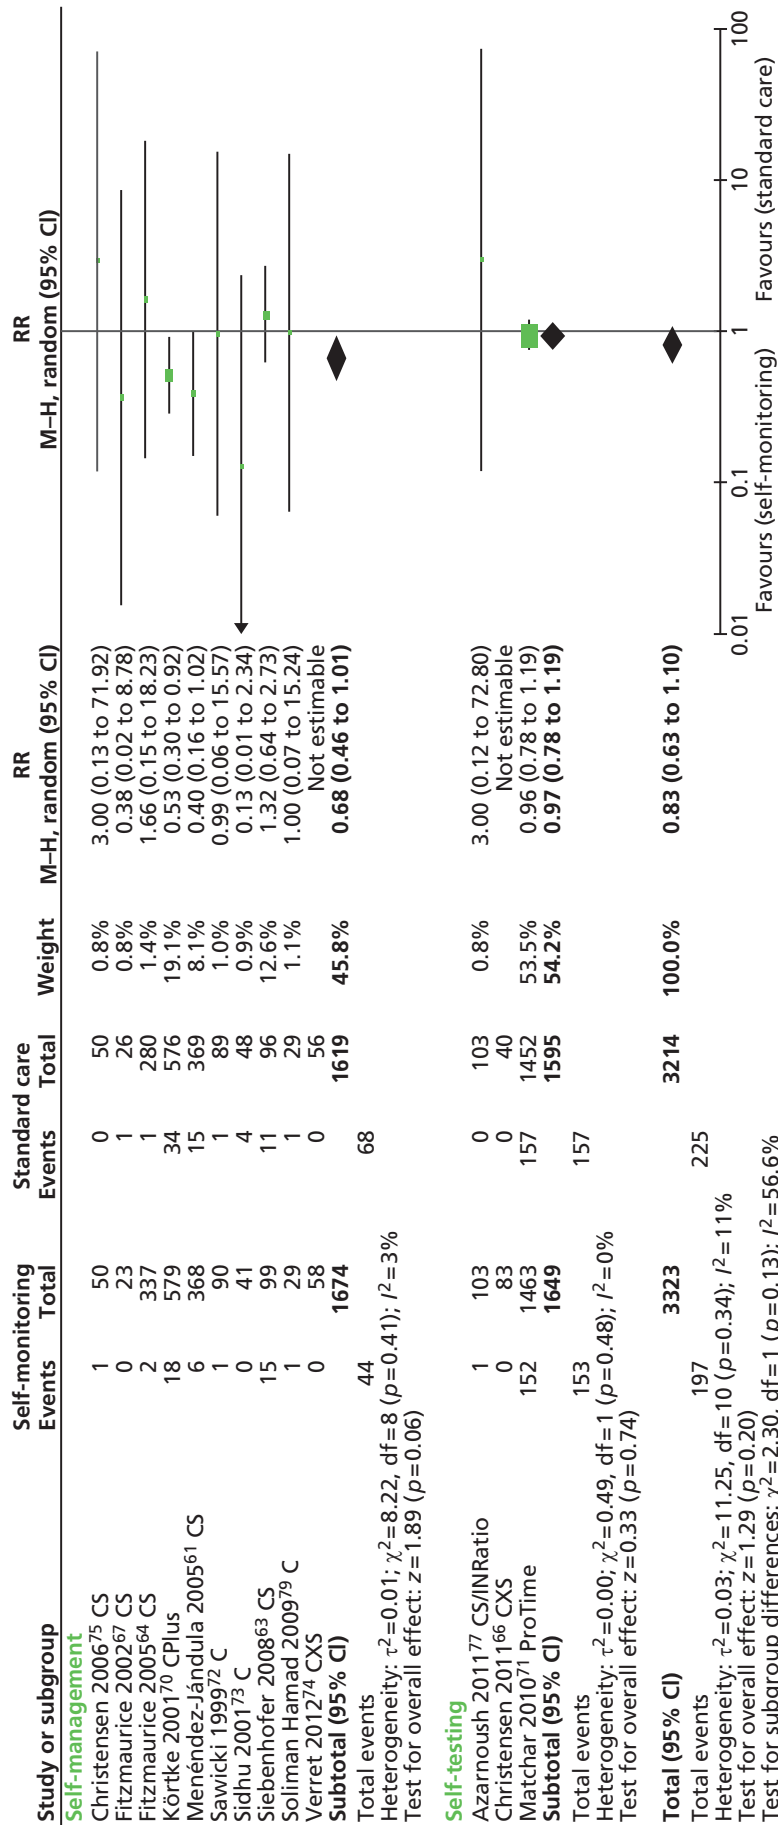 Study or subgroup Self-monitoring Events Total Standard care Events Total Weight RR M–H, random (95% CI) RR M–H, random (95% CI)
Self-management
Christensen 2006⁷⁵ CS 1 50 0 50 0.8% 3.00 (0.13 to 71.92)
Fitzmaurice 2002⁶⁷ CS 0 23 1 26 0.8% 0.38 (0.02 to 8.78)
Fitzmaurice 2005⁶⁴ CS 2 337 1 280 1.4% 1.66 (0.15 to 18.23)
Körtke 2001⁷⁰ CPlus 18 579 34 576 19.1% 0.53 (0.30 to 0.92)
Menéndez-Jándula 2005⁶¹ CS 6 368 15 369 8.1% 0.40 (0.16 to 1.02)
Sawicki 1999⁷² C 1 90 1 89 1.0% 0.99 (0.06 to 15.57)
Sidhu 2001⁷³ C 0 41 4 48 0.9% 0.13 (0.01 to 2.34)
Siebenhofer 2008⁶³ CS 15 99 11 96 12.6% 1.32 (0.64 to 2.73)
Soliman Hamad 2009⁷⁹ C 1 29 1 29 1.1% 1.00 (0.07 to 15.24)
Verret 2012⁷⁴ CXS 0 58 0 56 Not estimable
Subtotal (95% CI) 1674 1619 45.8% 0.68 (0.46 to 1.01)
Total events 44 68
Heterogeneity: τ²=0.01; χ²=8.22, df=8 (p=0.41); I²=3%
Test for overall effect: z=1.89 (p=0.06)
Self-testing
Azarnoush 2011⁷⁷ CS/INRatio 1 103 0 103 0.8% 3.00 (0.12 to 72.80)
Christensen 2011⁶⁶ CXS 0 83 0 40 Not estimable
Matchar 2010⁷¹ ProTime 152 1463 157 1452 53.5% 0.96 (0.78 to 1.19)
Subtotal (95% CI) 1649 1595 54.2% 0.97 (0.78 to 1.19)
Total events 153 157
Heterogeneity: τ²=0.00; χ²=0.49, df=1 (p=0.48); I²=0%
Test for overall effect: z=0.33 (p=0.74)
Total (95% CI) 3323 3214 100.0% 0.83 (0.63 to 1.10)
Total events 197 225
Heterogeneity: τ²=0.03; χ²=11.25, df=10 (p=0.34); I²=11%
Test for overall effect: z=1.29 (p=0.20)
Test for subgroup differences: χ²=2.30, df=1 (p=0.13); I²=56.6%
0.01 0.1 1 10 100
Favours (self-monitoring) Favours (standard care)